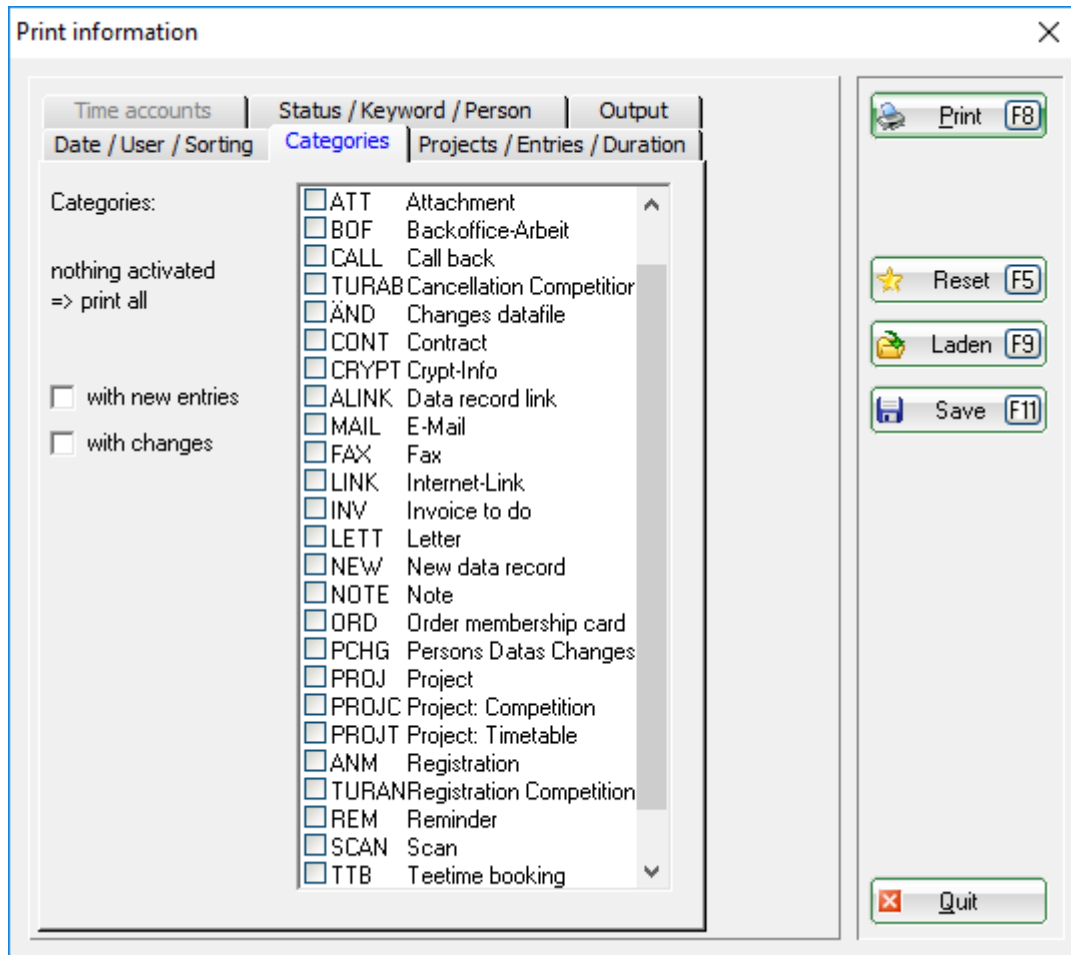 Print information
Time accounts
Status / Keyword / Person
Output
Date / User / Sorting
Categories
Projects / Entries / Duration
Categories:
nothing activated
=> print all
with new entries
with changes
ATT Attachment
BOF Backoffice-Arbeit
CALL Call back
TURAB Cancellation Competition
ÄND Changes datafile
CONT Contract
CRYPT Crypt-Info
ALINK Data record link
MAIL E-Mail
FAX Fax
LINK Internet-Link
INV Invoice to do
LETT Letter
NEW New data record
NOTE Note
ORD Order membership card
PCHG Persons Datas Changes
PROJ Project
PROJC Project: Competition
PROJT Project: Timetable
ANM Registration
TURAN Registration Competition
REM Reminder
SCAN Scan
TTB Teetime booking
Print F8
Reset F5
Laden F9
Save F11
Quit